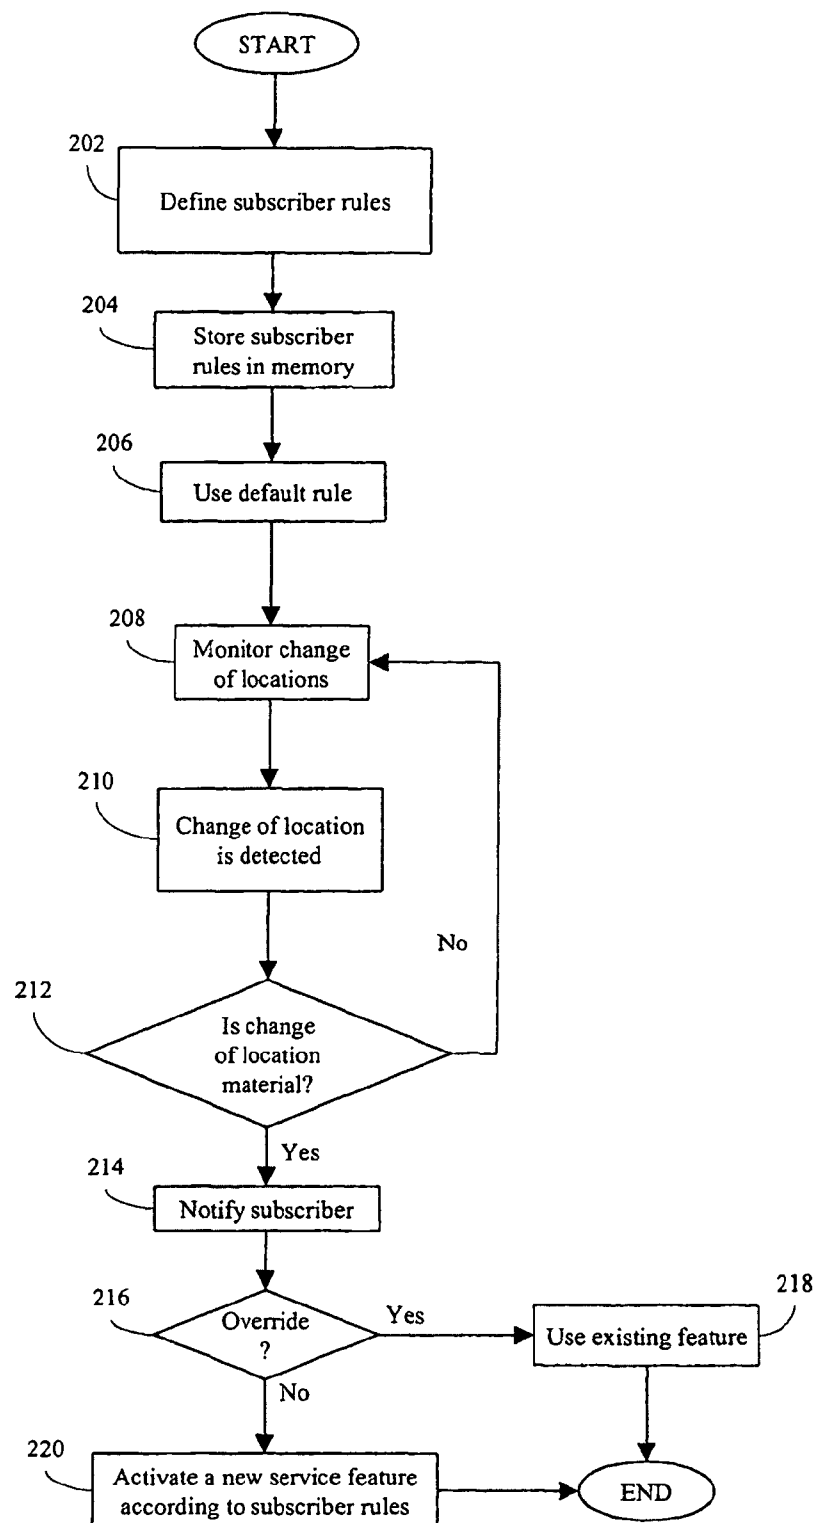 START
202
Define subscriber rules
204
Store subscriber
rules in memory
206
Use default rule
208
Monitor change
of locations
210
Change of location
is detected
No
212
Is change
of location
material?
Yes
214
Notify subscriber
216
Override
?
Yes
218
Use existing feature
No
220
Activate a new service feature
according to subscriber rules
END